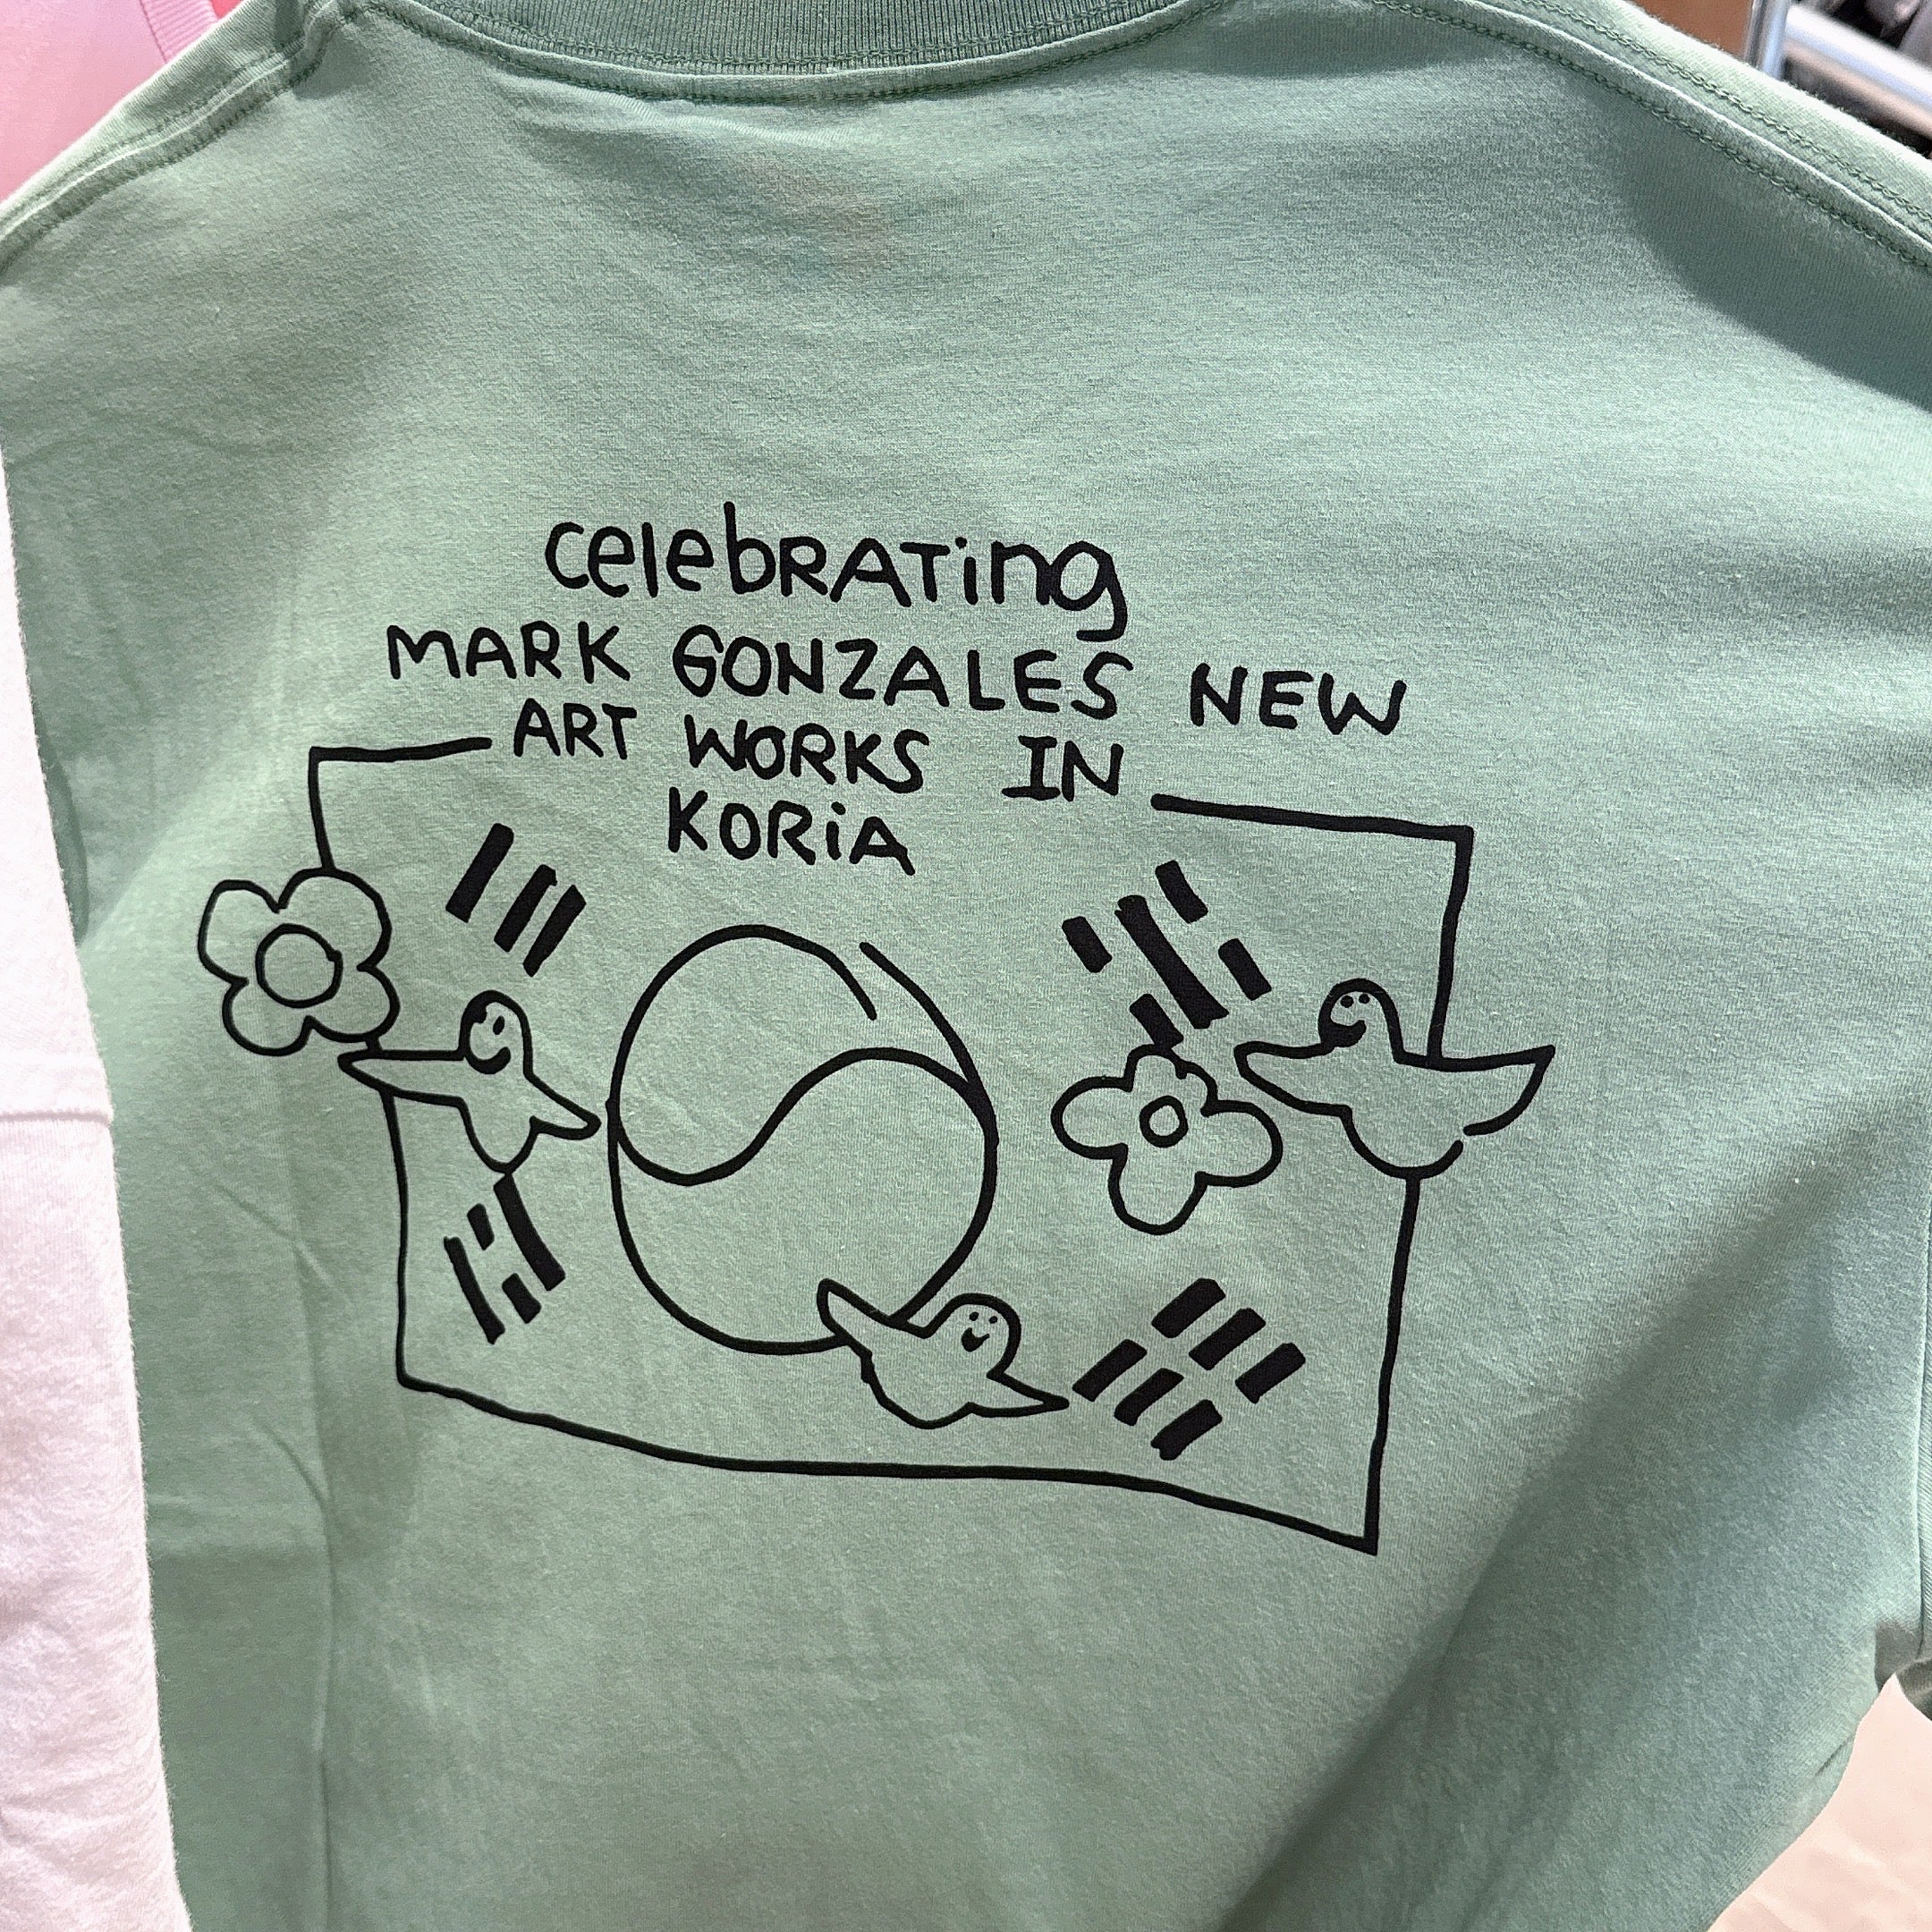 celebRATing
MARK GONZALES NEW
ART WORKS IN
KORiA